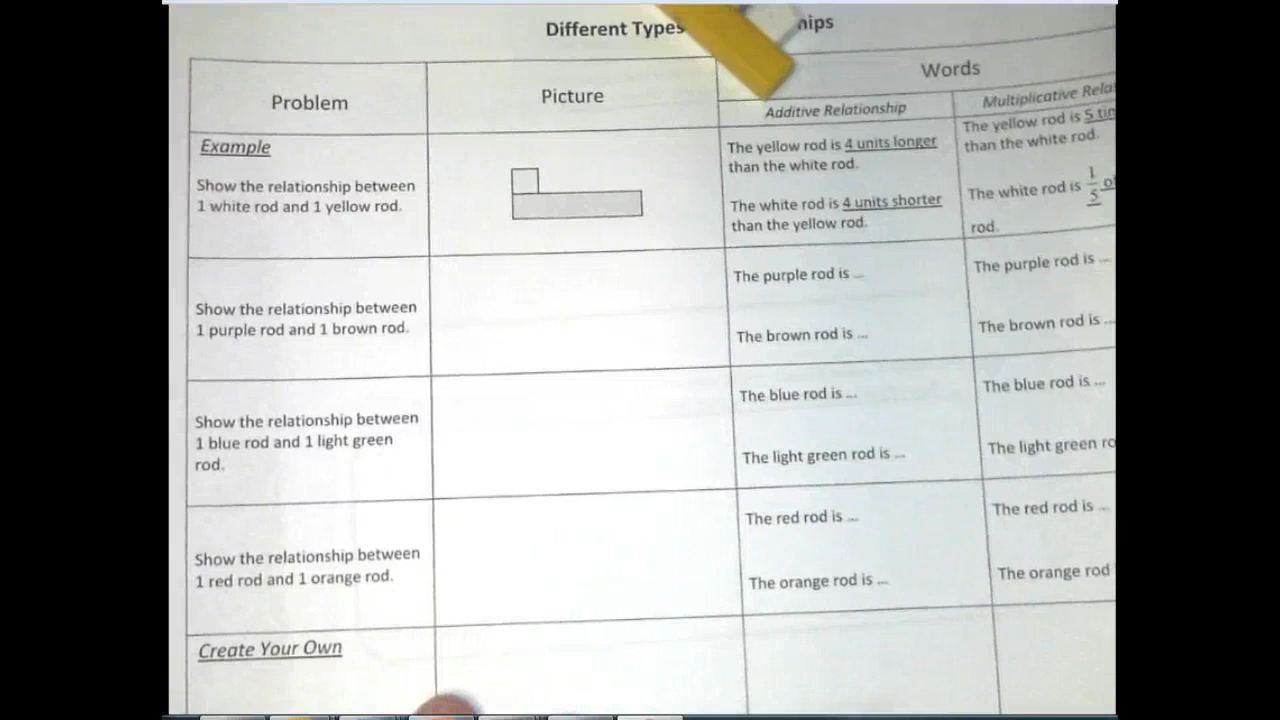 Different Types
Problem
Picture
Words
Additive Relationship
Multiplicative
Example
Show the relationship between
1 white rod and 1 yellow rod.
The yellow rod is 4 units longer
than the white rod.
The white rod is 4 units shorter
than the yellow rod.
The yellow rod is 5
than the white rod.
The white rod is 1/5
rod.
Show the relationship between
1 purple rod and 1 brown rod.
The purple rod is ...
The brown rod is ...
The purple rod is ...
The brown rod is ...
Show the relationship between
1 blue rod and 1 light green
rod.
The blue rod is ...
The light green rod is ...
The blue rod is ...
The light green
Show the relationship between
1 red rod and 1 orange rod.
The red rod is ...
The orange rod is ...
The red rod is ...
The orange rod
Create Your Own